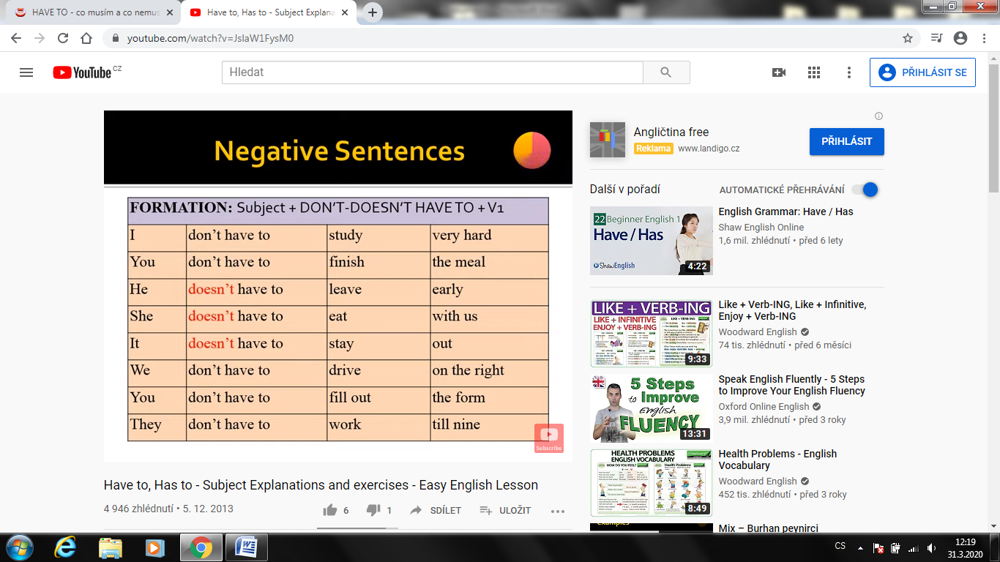 HAVE TO - co musím a co nemus
Have to, Has to - Subject Explana
youtube.com/watch?v=JsIaW1FysM0
YouTube CZ
Hledat
PŘIHLÁSIT SE
Negative Sentences
FORMATION: Subject + DON'T-DOESN'T HAVE TO + V1
I don't have to study very hard
You don't have to finish the meal
He doesn't have to leave early
She doesn't have to eat with us
It doesn't have to stay out
We don't have to drive on the right
You don't have to fill out the form
They don't have to work till nine
Subscribe
Have to, Has to - Subject Explanations and exercises - Easy English Lesson
4 946 zhlédnutí • 5. 12. 2013
6 1 SDÍLET ULOŽIT
Angličtina free
Reklama www.landigo.cz
PŘIHLÁSIT
Další v pořadí AUTOMATICKÉ PŘEHRÁVÁNÍ
22 Beginner English 1
Have / Has
ShawEnglish
4:22
English Grammar: Have / Has
Shaw English Online
1,6 mil. zhlédnutí • před 6 lety
LIKE + VERB-ING
LIKE + INFINITIVE
ENJOY + VERB-ING
LIKE + VERB-ING
9:33
Like + Verb-ING, Like + Infinitive,
Enjoy + Verb-ING
Woodward English
74 tis. zhlédnutí • před 6 měsíci
5 Steps
to Improve
english
FLUENCY
13:31
Speak English Fluently - 5 Steps
to Improve Your English Fluency
Oxford Online English
3,9 mil. zhlédnutí • před 3 roky
HEALTH PROBLEMS
ENGLISH VOCABULARY
HOW DO YOU FEEL?
Health Problems
8:49
Health Problems - English
Vocabulary
Woodward English
452 tis. zhlédnutí • před 3 roky
Examples
Mix – Burhan peynirci
CS
12:19
31.3.2020